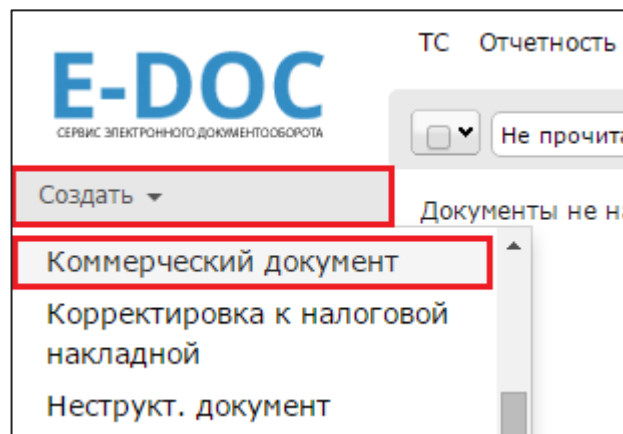 ТС Отчетность
E-DOC
СЕРВИС ЭЛЕКТРОННОГО ДОКУМЕНТООБОРОТА
Не прочита
Создать
Документы не на
Коммерческий документ
Корректировка к налоговой
накладной
Неструкт. документ